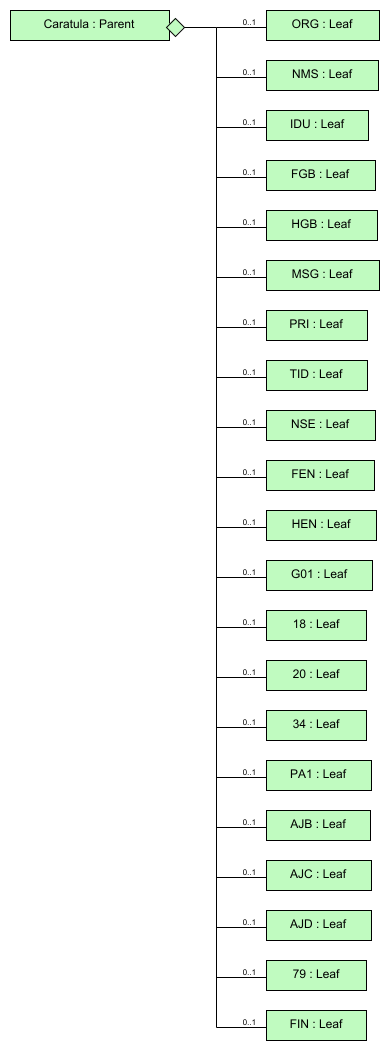 Caratula : Parent
0..1
ORG : Leaf
0..1
NMS : Leaf
0..1
IDU : Leaf
0..1
FGB : Leaf
0..1
HGB : Leaf
0..1
MSG : Leaf
0..1
PRI : Leaf
0..1
TID : Leaf
0..1
NSE : Leaf
0..1
FEN : Leaf
0..1
HEN : Leaf
0..1
G01 : Leaf
0..1
18 : Leaf
0..1
20 : Leaf
0..1
34 : Leaf
0..1
PA1 : Leaf
0..1
AJB : Leaf
0..1
AJC : Leaf
0..1
AJD : Leaf
0..1
79 : Leaf
0..1
FIN : Leaf